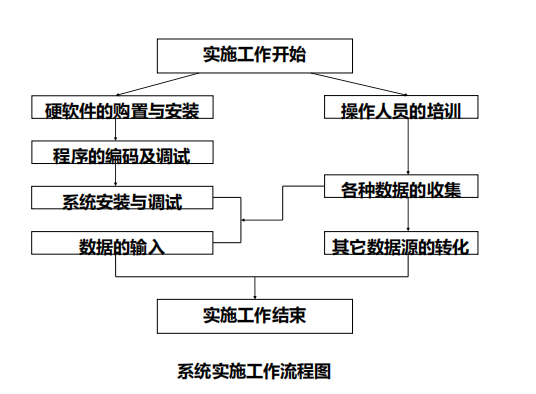 实施工作开始
硬软件的购置与安装
操作人员的培训
程序的编码及调试
系统安装与调试
各种数据的收集
数据的输入
其它数据源的转化
实施工作结束
系统实施工作流程图